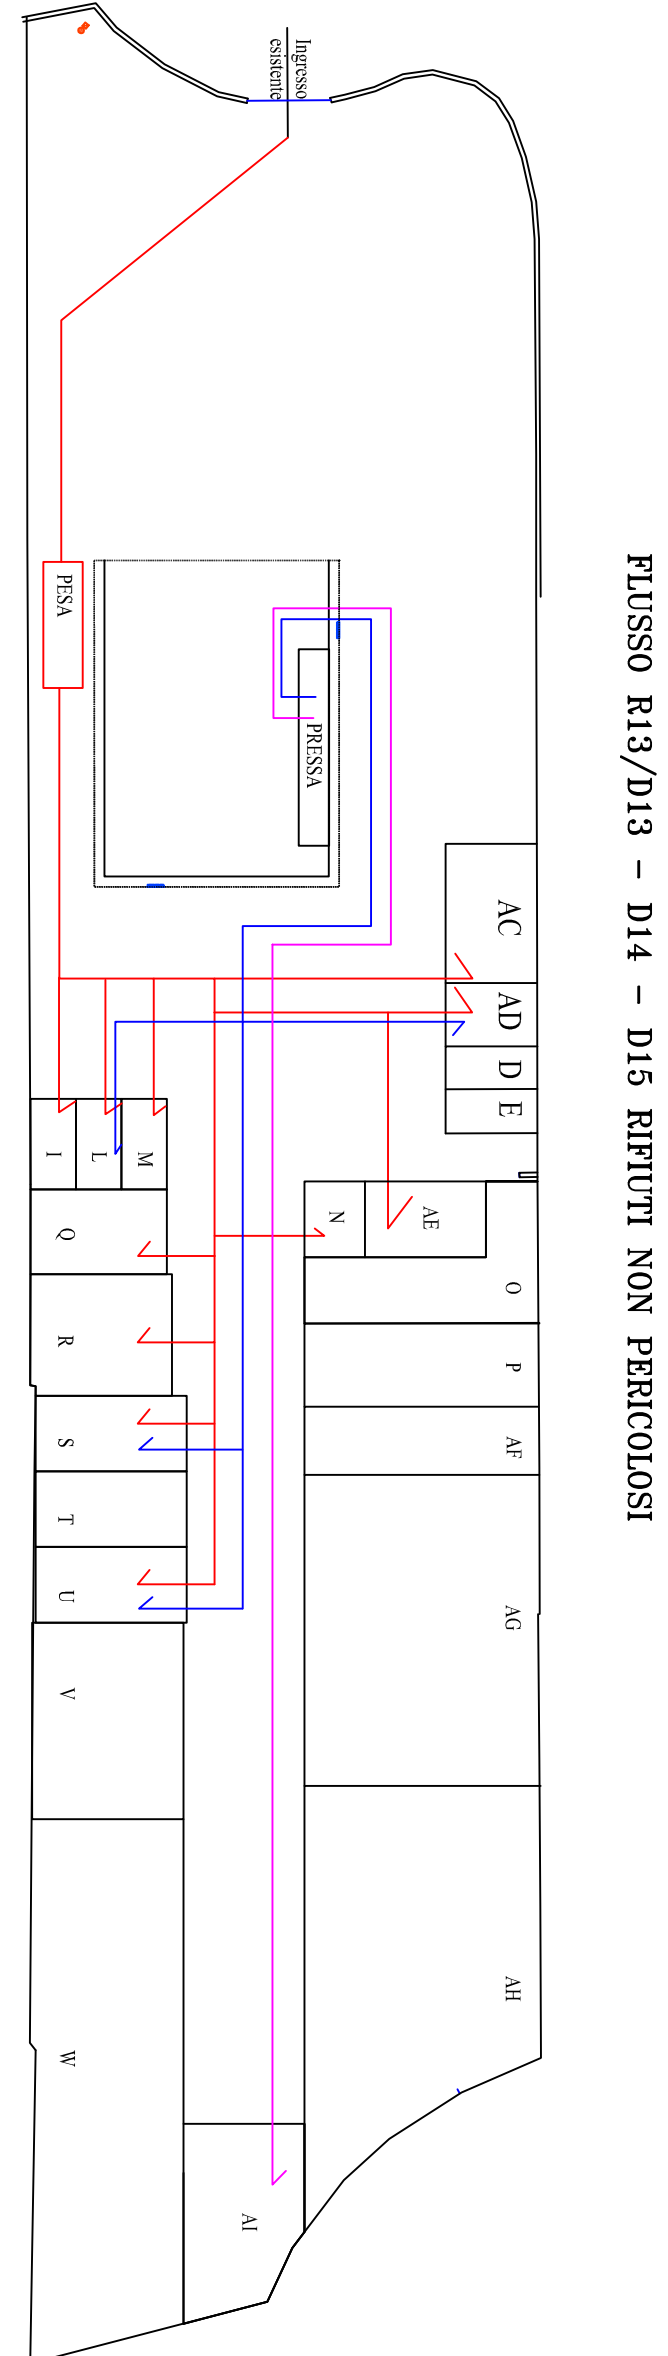 FLUSSO R13/D13 - D14 - D15 RIFIUTI NON PERICOLOSI
Ingresso
esistente
PESA
PRESSA
AC
AD
D
E
I
L
M
N
AE
Q
O
R
P
S
AF
T
U
AG
V
AH
W
AI